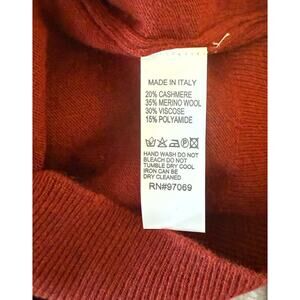 MADE IN ITALY
20% CASHMERE
35% MERINO WOOL
30% VISCOSE
15% POLYAMIDE
HAND WASH DO NOT
BLEACH DO NOT
TUMBLE DRY COOL
IRON CAN BE
DRY CLEANED
RN#97069